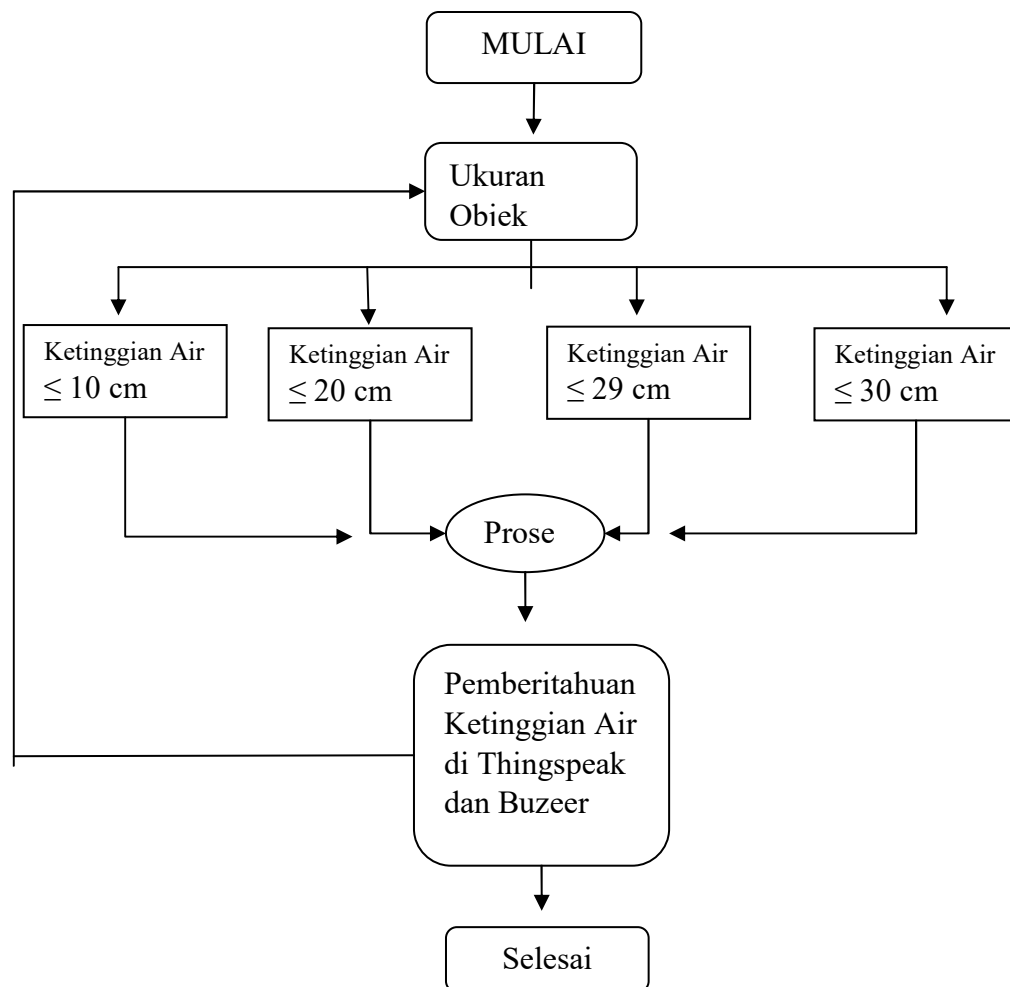 MULAI
Ukuran
Objek
Ketinggian Air
≤ 10 cm
Ketinggian Air
≤ 20 cm
Ketinggian Air
≤ 29 cm
Ketinggian Air
≤ 30 cm
Prose
Pemberitahuan
Ketinggian Air
di Thingspeak
dan Buzeer
Selesai